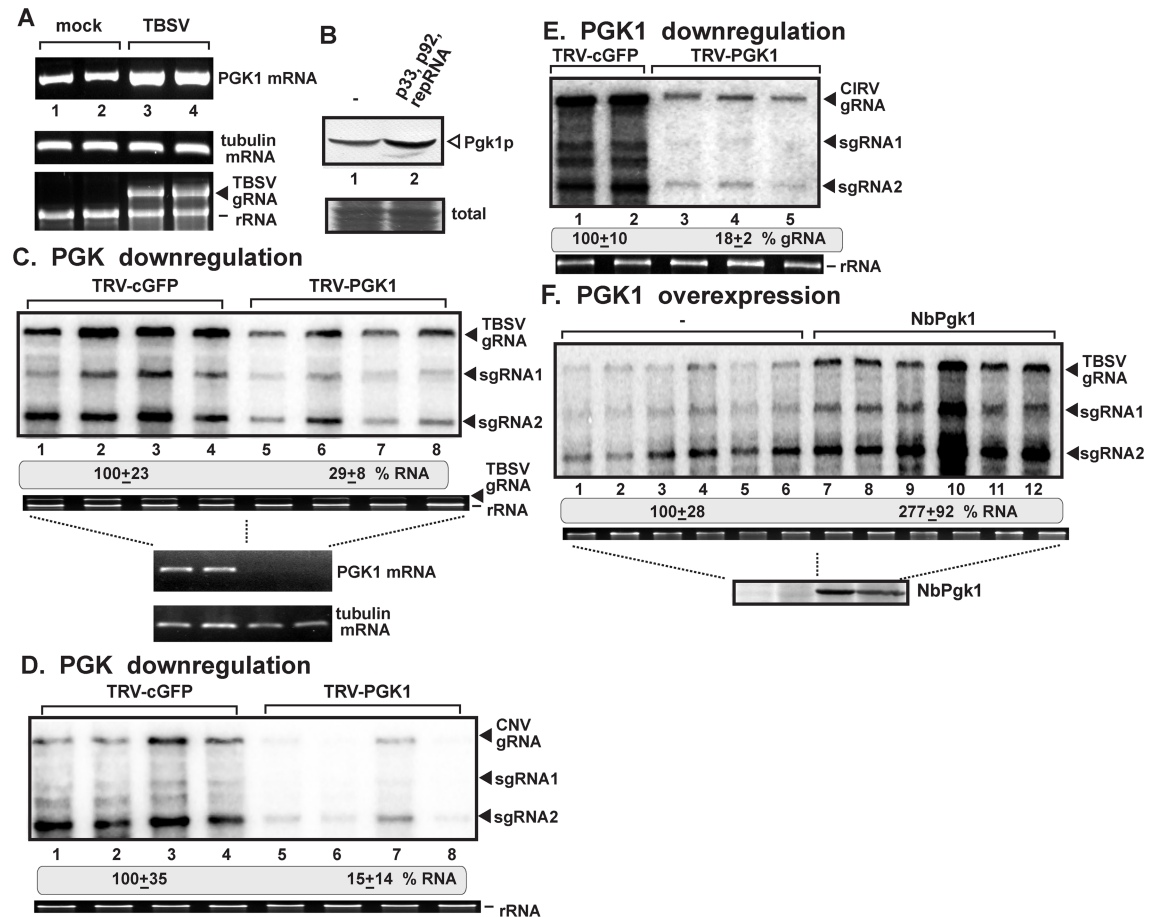 A
mock TBSV
PGK1 mRNA
1 2 3 4
tubulin
mRNA
TBSV
gRNA
rRNA
B
-
p33, p92,
repRNA
Pgk1p
1 2
total
C. PGK downregulation
TRV-cGFP TRV-PGK1
TBSV
gRNA
sgRNA1
sgRNA2
1 2 3 4 5 6 7 8
100±23 29±8 % RNA
TBSV
gRNA
rRNA
PGK1 mRNA
tubulin
mRNA
D. PGK downregulation
TRV-cGFP TRV-PGK1
CNV
gRNA
sgRNA1
sgRNA2
1 2 3 4 5 6 7 8
100±35 15±14 % RNA
rRNA
E. PGK1 downregulation
TRV-cGFP TRV-PGK1
CIRV
gRNA
sgRNA1
sgRNA2
1 2 3 4 5
100±10 18±2 % gRNA
rRNA
F. PGK1 overexpression
- NbPgk1
TBSV
gRNA
sgRNA1
sgRNA2
1 2 3 4 5 6 7 8 9 10 11 12
100±28 277±92 % RNA
NbPgk1